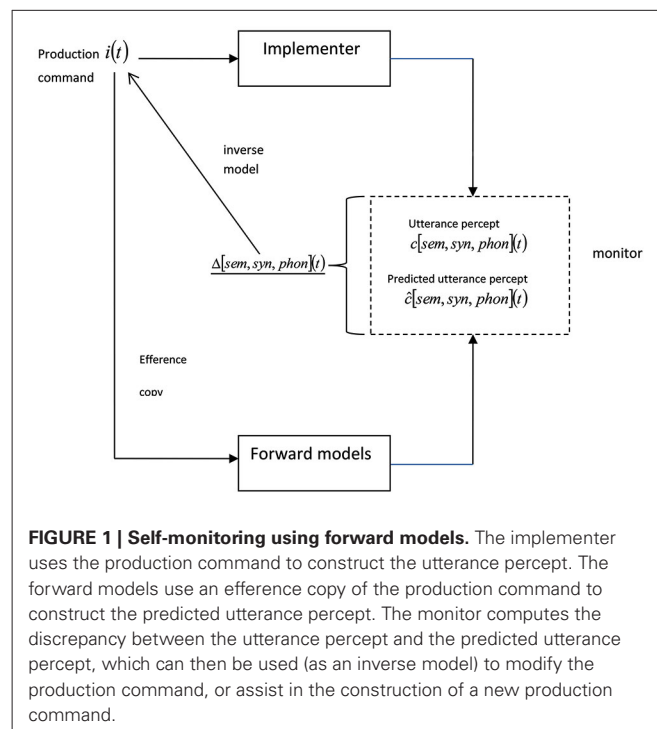 Production i(t)
command
Implementer
inverse
model
Utterance percept
c[sem, syn, phon](t)
Δ[sem, syn, phon](t)
monitor
Predicted utterance percept
ĉ[sem, syn, phon](t)
Efference
copy
Forward models
FIGURE 1 | Self-monitoring using forward models. The implementer
uses the production command to construct the utterance percept. The
forward models use an efference copy of the production command to
construct the predicted utterance percept. The monitor computes the
discrepancy between the utterance percept and the predicted utterance
percept, which can then be used (as an inverse model) to modify the
production command, or assist in the construction of a new production
command.